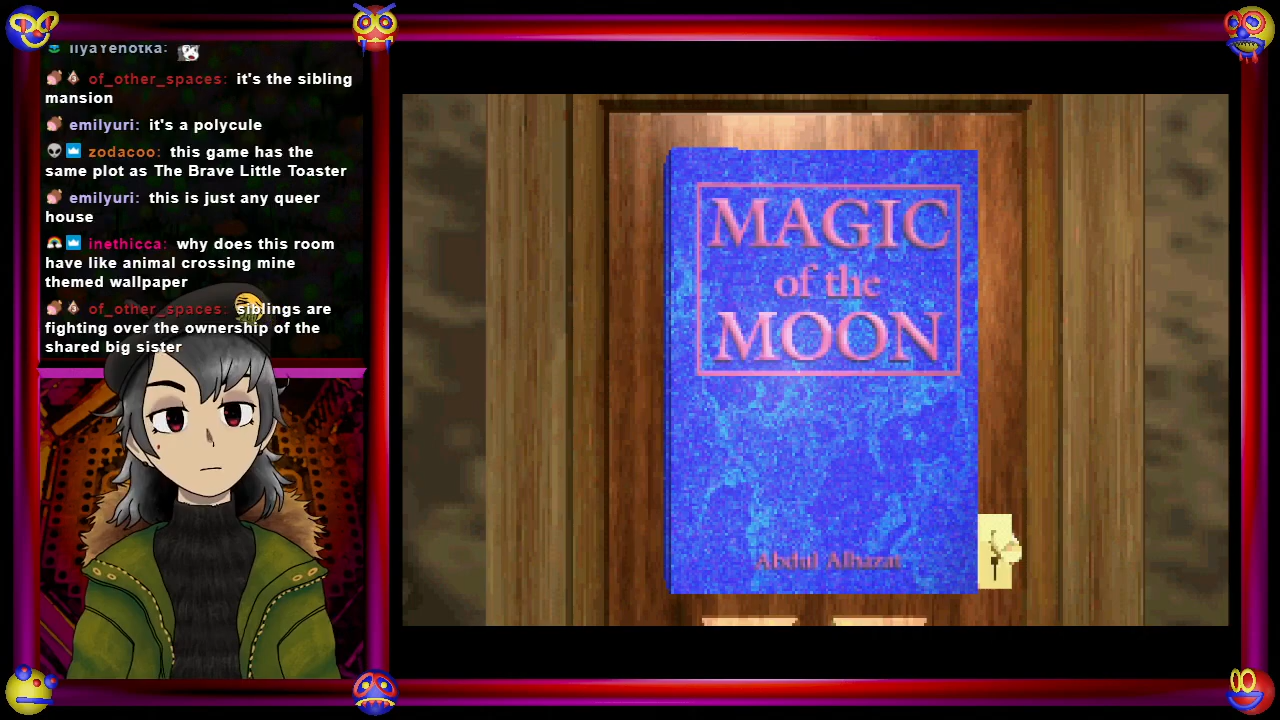 ilyaYenotka:
of_other_spaces: it's the sibling
mansion
emilyuri: it's a polycule
zodacoo: this game has the
same plot as The Brave Little Toaster
emilyuri: this is just any queer
house
inethicca: why does this room
have like animal crossing mine
themed wallpaper
of_other_spaces: siblings are
fighting over the ownership of the
shared big sister
MAGIC
of the
MOON
Abdul Alhazat